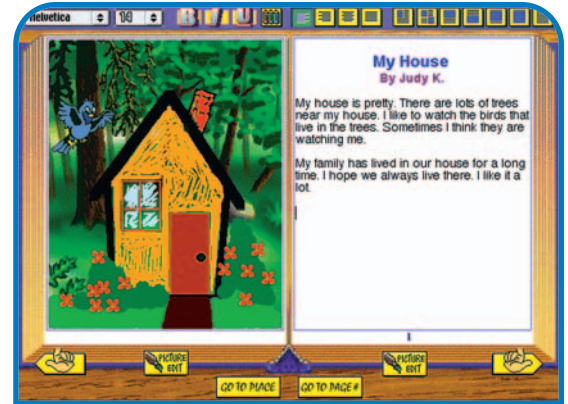 Helvetica 14 B I U
My House
By Judy K.
My house is pretty. There are lots of trees
near my house. I like to watch the birds that
live in the trees. Sometimes I think they are
watching me.
My family has lived in our house for a long
time. I hope we always live there. I like it a
lot.
PICTURE
EDIT
PICTURE
EDIT
GO TO PLACE GO TO PAGE #